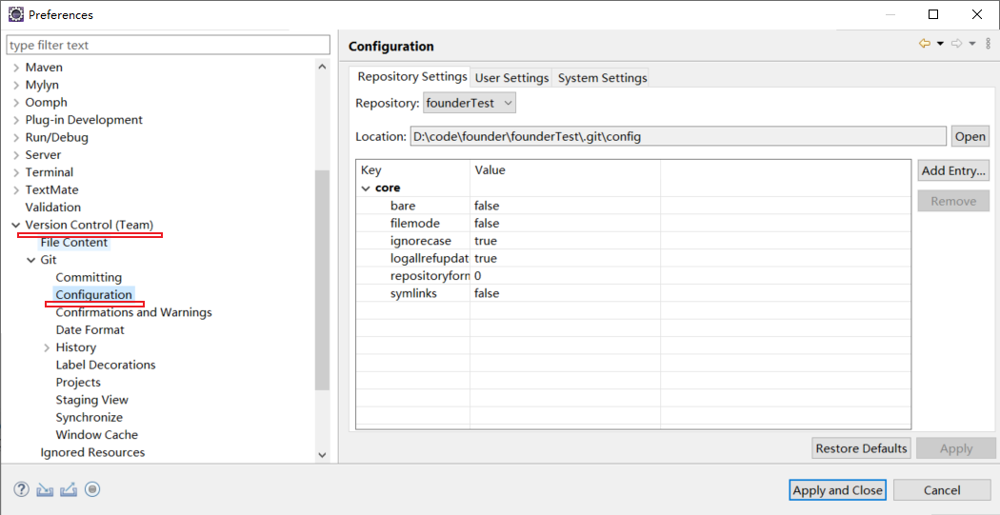 Preferences
type filter text
Maven
Mylyn
Oomph
Plug-in Development
Run/Debug
Server
Terminal
TextMate
Validation
Version Control (Team)
File Content
Git
Committing
Configuration
Confirmations and Warnings
Date Format
History
Label Decorations
Projects
Staging View
Synchronize
Window Cache
Ignored Resources
Configuration
Repository Settings User Settings System Settings
Repository: founderTest
Location: D:\code\founder\founderTest\.git\config Open
Key Value
core
bare false
filemode false
ignorecase true
logallrefupdat true
repositoryforn 0
symlinks false
Add Entry...
Remove
Restore Defaults Apply
Apply and Close Cancel